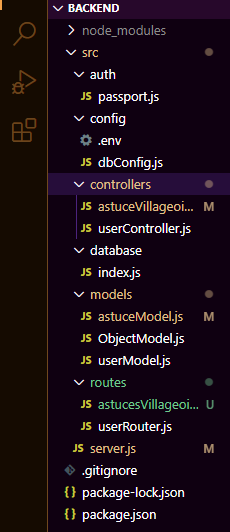 BACKEND
node_modules
src
auth
JS passport.js
config
.env
JS dbConfig.js
controllers
JS astuceVillageoi... M
JS userController.js
database
JS index.js
models
JS astuceModel.js M
JS ObjectModel.js
JS userModel.js
routes
JS astucesVillageoi... U
JS userRouter.js
JS server.js M
.gitignore
{} package-lock.json
{} package.json